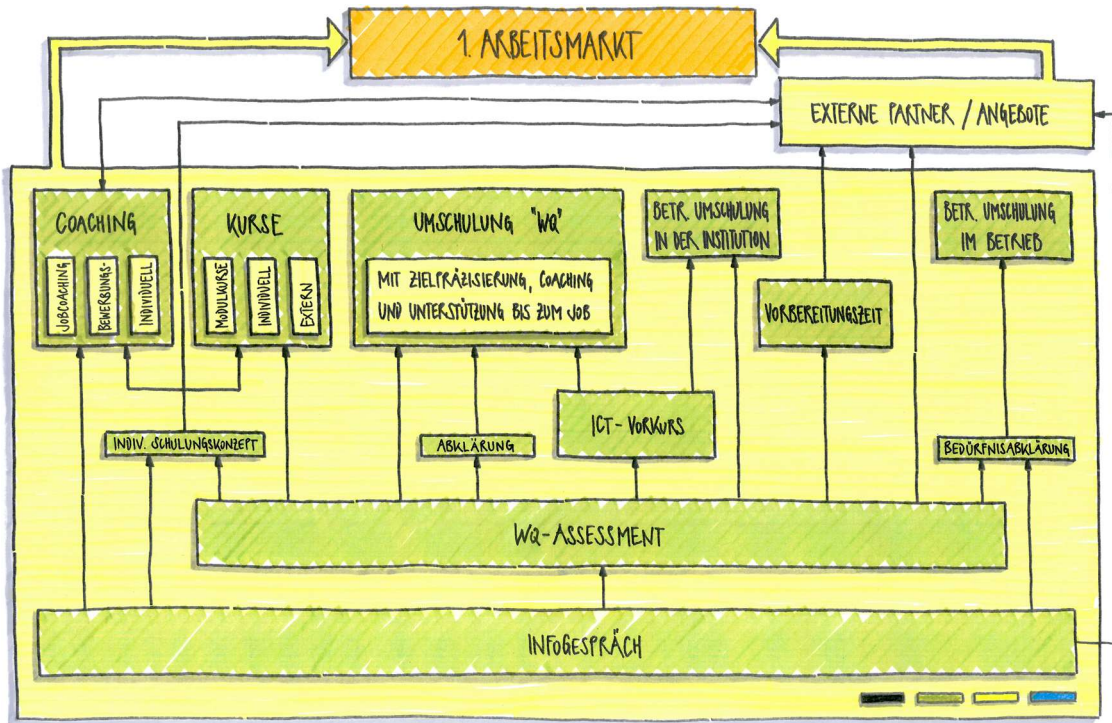 1. ARBEITSMARKT
EXTERNE PARTNER / ANGEBOTE
COACHING
JOBCOACHING
BEWERBUNGS-
INDIVIDUELL
KURSE
MODULKURSE
INDIVIDUELL
EXTERN
UMSCHULUNG "WQ"
MIT ZIELPRÄZISIERUNG, COACHING
UND UNTERSTÜTZUNG BIS ZUM JOB
BETR. UMSCHULUNG
IN DER INSTITUTION
BETR. UMSCHULUNG
IM BETRIEB
VORBEREITUNGSZEIT
ICT-VORKURS
INDIV. SCHULUNGSKONZEPT
ABKLÄRUNG
BEDÜRFNISABKLÄRUNG
WQ-ASSESSMENT
INFOGESPRÄCH